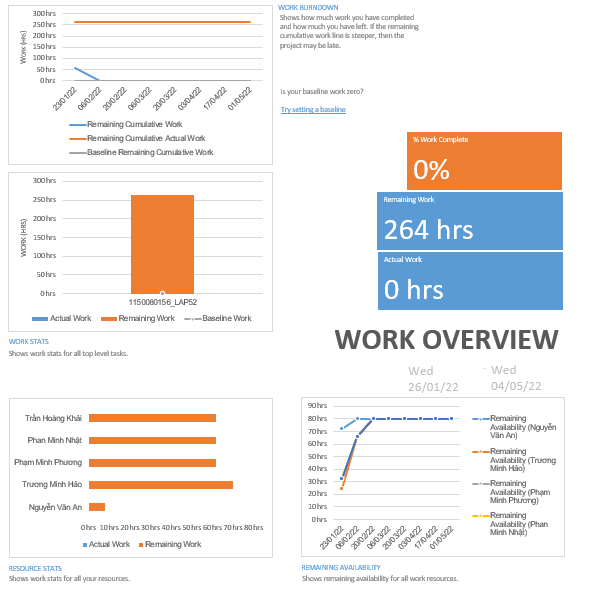 300 hrs
250 hrs
200 hrs
150 hrs
100 hrs
50 hrs
0 hrs
Work (hrs)
23/01/22
06/02/22
20/02/22
06/03/22
20/03/22
03/04/22
17/04/22
01/05/22
Remaining Cumulative Work
Remaining Cumulative Actual Work
Baseline Remaining Cumulative Work
WORK BURNDOWN
Shows how much work you have completed
and how much you have left. If the remaining
cumulative work line is steeper, then the
project may be late.
Is your baseline work zero?
Try setting a baseline
% Work Complete
0%
Remaining Work
264 hrs
Actual Work
0 hrs
300 hrs
250 hrs
200 hrs
150 hrs
100 hrs
50 hrs
0 hrs
WORK (HRS)
1150080156_LAP52
Actual Work
Remaining Work
Baseline Work
WORK STATS
Shows work stats for all top level tasks.
WORK OVERVIEW
Wed
26/01/22
-
Wed
04/05/22
Trần Hoàng Khải
Phan Minh Nhật
Phạm Minh Phương
Trương Minh Hảo
Nguyễn Văn An
0 hrs 10 hrs 20 hrs 30 hrs 40 hrs 50 hrs 60 hrs 70 hrs 80 hrs
Actual Work
Remaining Work
RESOURCE STATS
Shows work stats for all your resources.
90 hrs
80 hrs
70 hrs
60 hrs
50 hrs
40 hrs
30 hrs
20 hrs
10 hrs
0 hrs
23/01/22
06/02/22
20/02/22
06/03/22
20/03/22
03/04/22
17/04/22
01/05/22
Remaining
Availability (Nguyễn
Văn An)
Remaining
Availability (Trương
Minh Hảo)
Remaining
Availability (Phạm
Minh Phương)
Remaining
Availability (Phan
Minh Nhật)
REMAINING AVAILABILITY
Shows remaining availability for all work resources.